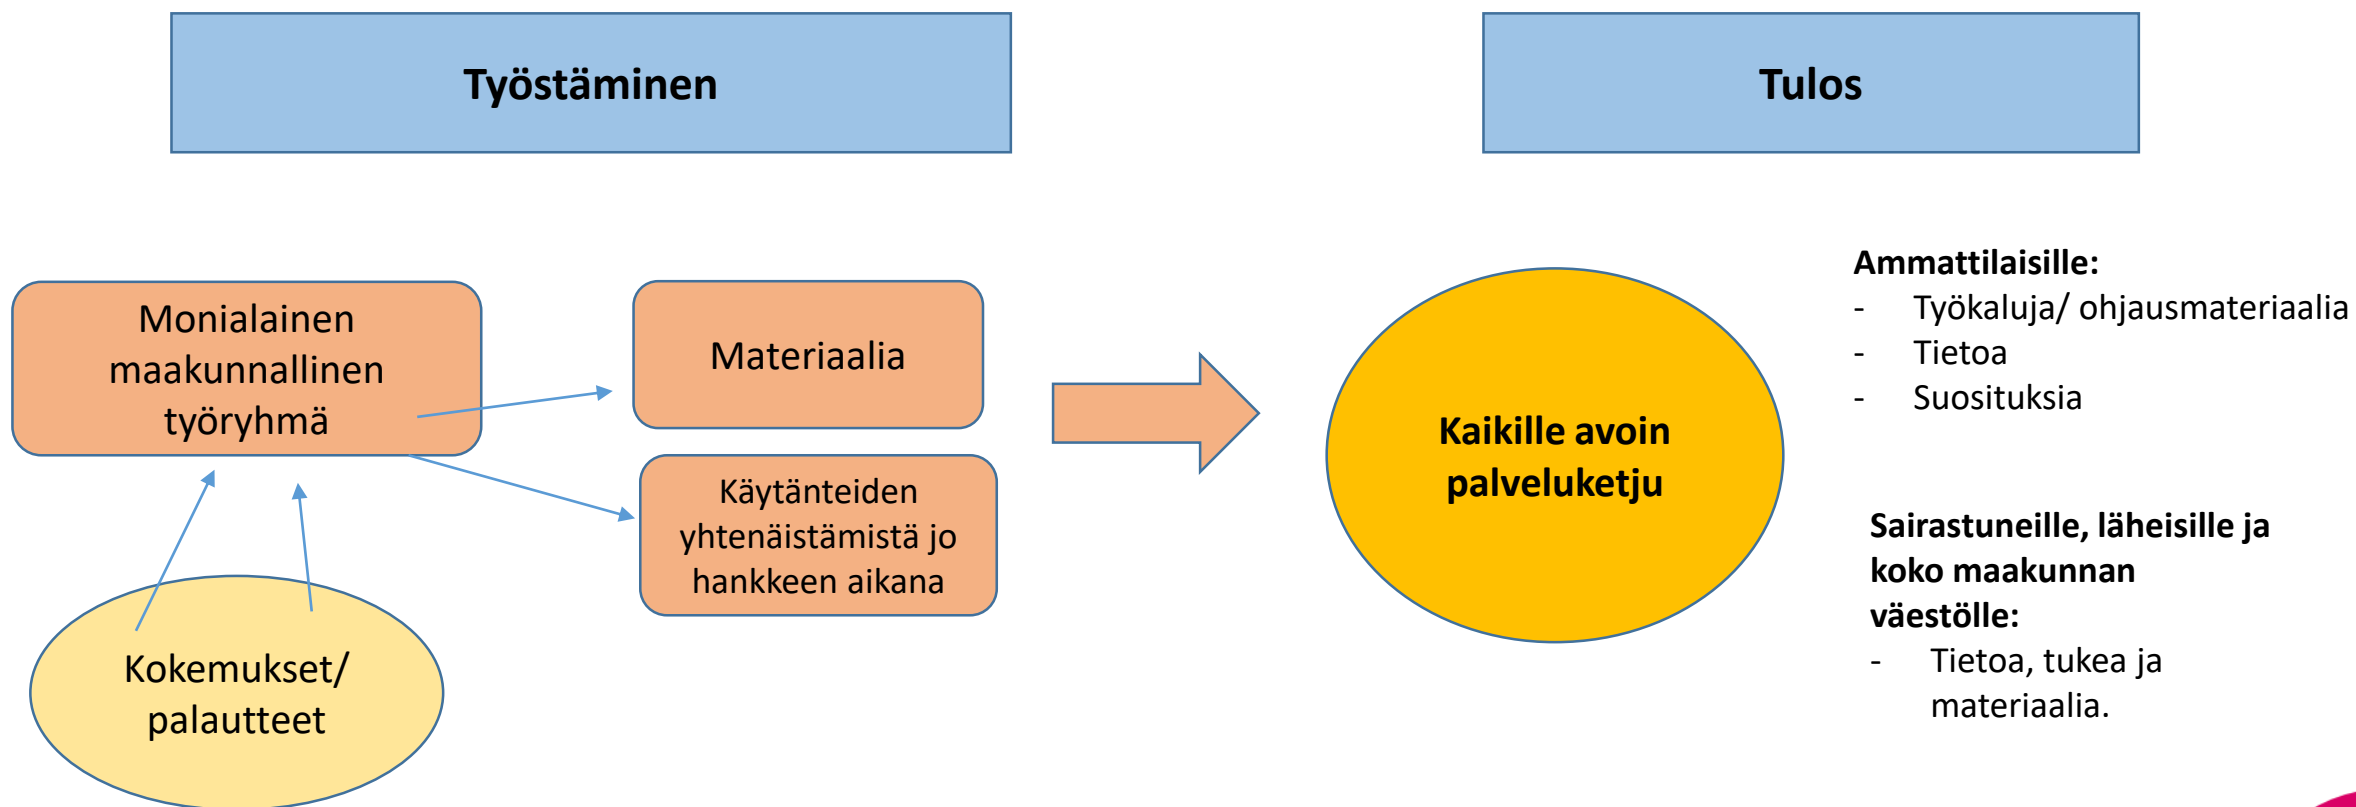 Työstäminen
Tulos
Monialainen
maakunnallinen
työryhmä
Materiaalia
Käytänteiden
yhtenäistämistä jo
hankkeen aikana
Kokemukset/
palautteet
Kaikille avoin
palveluketju
Ammattilaisille:
- Työkaluja/ ohjausmateriaalia
- Tietoa
- Suosituksia
Sairastuneille, läheisille ja
koko maakunnan
väestölle:
- Tietoa, tukea ja
materiaalia.